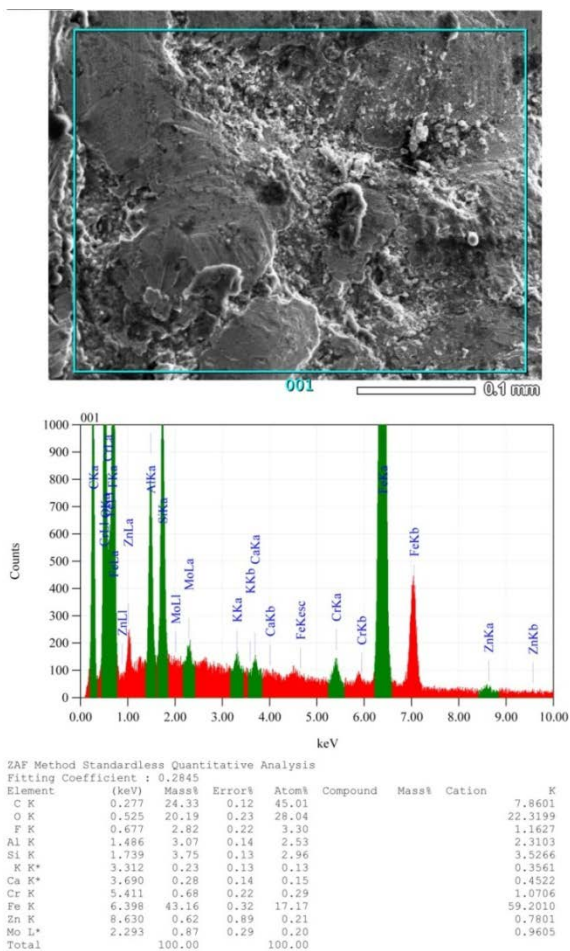 001
0.1 mm
001
1000
900
800
700
600
500
400
300
200
100
0
Counts
CKa
OKa
FKa
FeLa
CrLa
ZnLl
ZnLa
AlKa
SiKa
MoLl
MoLa
KKa
KKb
CaKa
CaKb
FeKesc
CrKa
CrKb
FeKa
FeKb
ZnKa
ZnKb
0.00 1.00 2.00 3.00 4.00 5.00 6.00 7.00 8.00 9.00 10.00
keV
ZAF Method Standardless Quantitative Analysis
Fitting Coefficient : 0.2845
Element (keV) Mass% Error% Atom% Compound Mass% Cation K
C K 0.277 24.33 0.12 45.01 7.8601
O K 0.525 20.19 0.23 28.04 22.3199
F K 0.677 2.82 0.22 3.30 1.1627
Al K 1.486 3.07 0.14 2.53 2.3103
Si K 1.739 3.75 0.13 2.96 3.5266
K K* 3.312 0.23 0.13 0.13 0.3561
Ca K* 3.690 0.28 0.14 0.15 0.4522
Cr K 5.411 0.68 0.22 0.29 1.0706
Fe K 6.398 43.16 0.32 17.17 59.2010
Zn K 8.630 0.62 0.89 0.21 0.7801
Mo L* 2.293 0.87 0.29 0.20 0.9605
Total 100.00 100.00